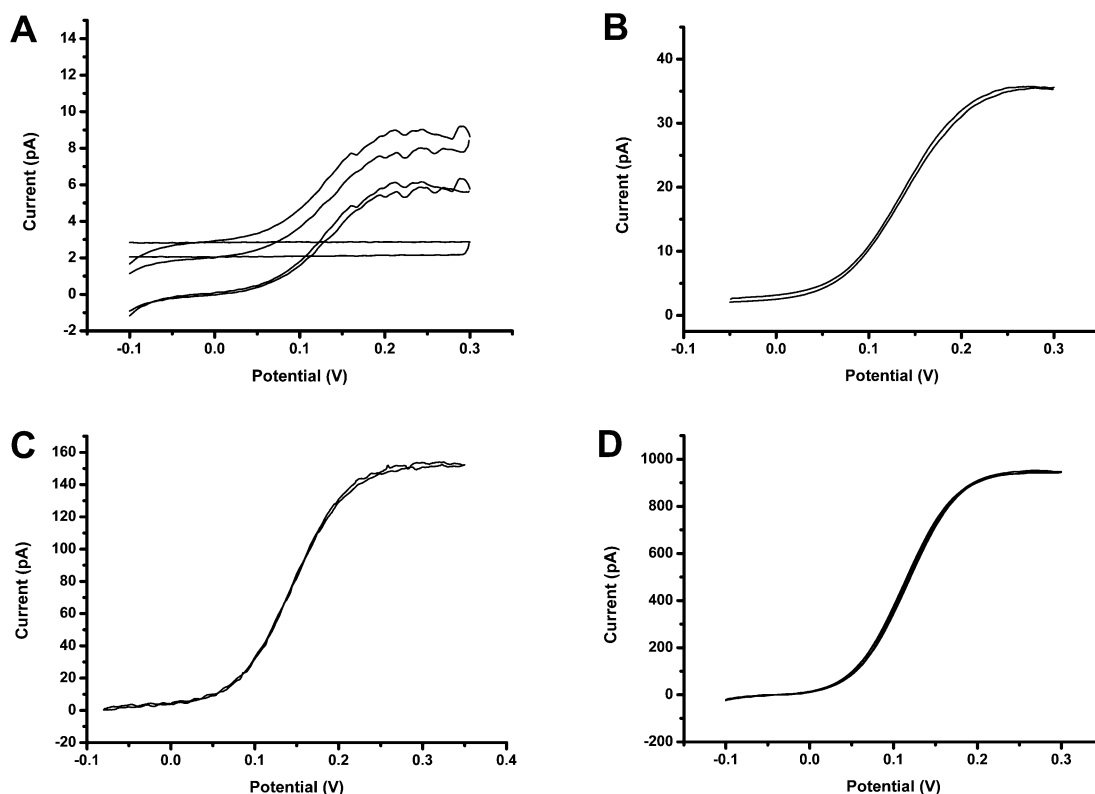 A
14
12
10
8
6
4
2
0
-2
-0.1 0.0 0.1 0.2 0.3
Current (pA)
Potential (V)
B
40
30
20
10
0
-0.1 0.0 0.1 0.2 0.3
Current (pA)
Potential (V)
C
160
140
120
100
80
60
40
20
0
-20
-0.1 0.0 0.1 0.2 0.3 0.4
Current (pA)
Potential (V)
D
1000
800
600
400
200
0
-200
-0.1 0.0 0.1 0.2 0.3
Current (pA)
Potential (V)